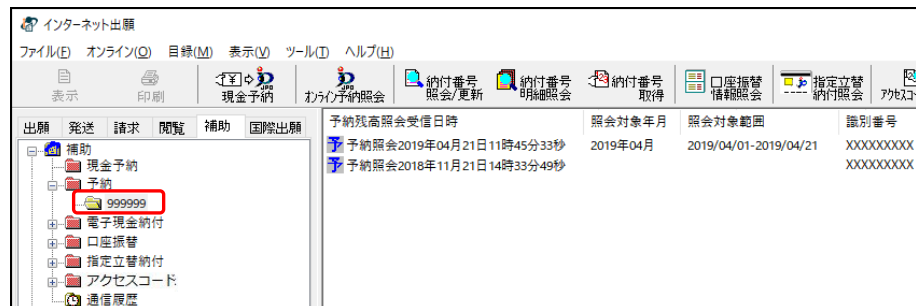 インターネット出願
ファイル(F) オンライン(O) 目録(M) 表示(V) ツール(T) ヘルプ(H)
表示
印刷
現金予納
オンライン予納照会
納付番号
照会/更新
納付番号
明細照会
納付番号
取得
口座振替
情報照会
指定立替
納付照会
アクセスコー
出願 発送 請求 閲覧 補助 国際出願
補助
現金予納
予納
999999
電子現金納付
口座振替
指定立替納付
アクセスコード
通信履歴
予納残高照会受信日時 照会対象年月 照会対象範囲 識別番号
予 予納照会2019年04月21日11時45分33秒 2019年04月 2019/04/01-2019/04/21 XXXXXXXXX
予 予納照会2018年11月21日14時33分49秒 XXXXXXXXX